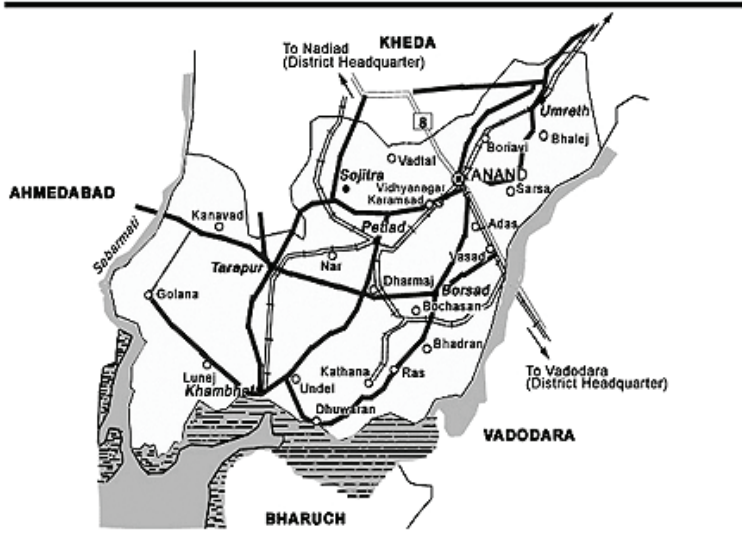 To Nadiad
(District Headquarter)
KHEDA
8
Umreth
Vadtal
Boriavi
Bhalej
Sojitra
ANAND
Vidhyanagar
Karamsad
Sarsa
AHMEDABAD
Kanavad
Petlad
Adas
Sabarmati
Vasad
Tarapur
Nar
Dharmaj
Borsad
Golana
Bochasan
Bhadran
Lunej
Kathana
Ras
To Vadodara
(District Headquarter)
Khambhat
Undel
Dhuwaran
VADODARA
BHARUCH